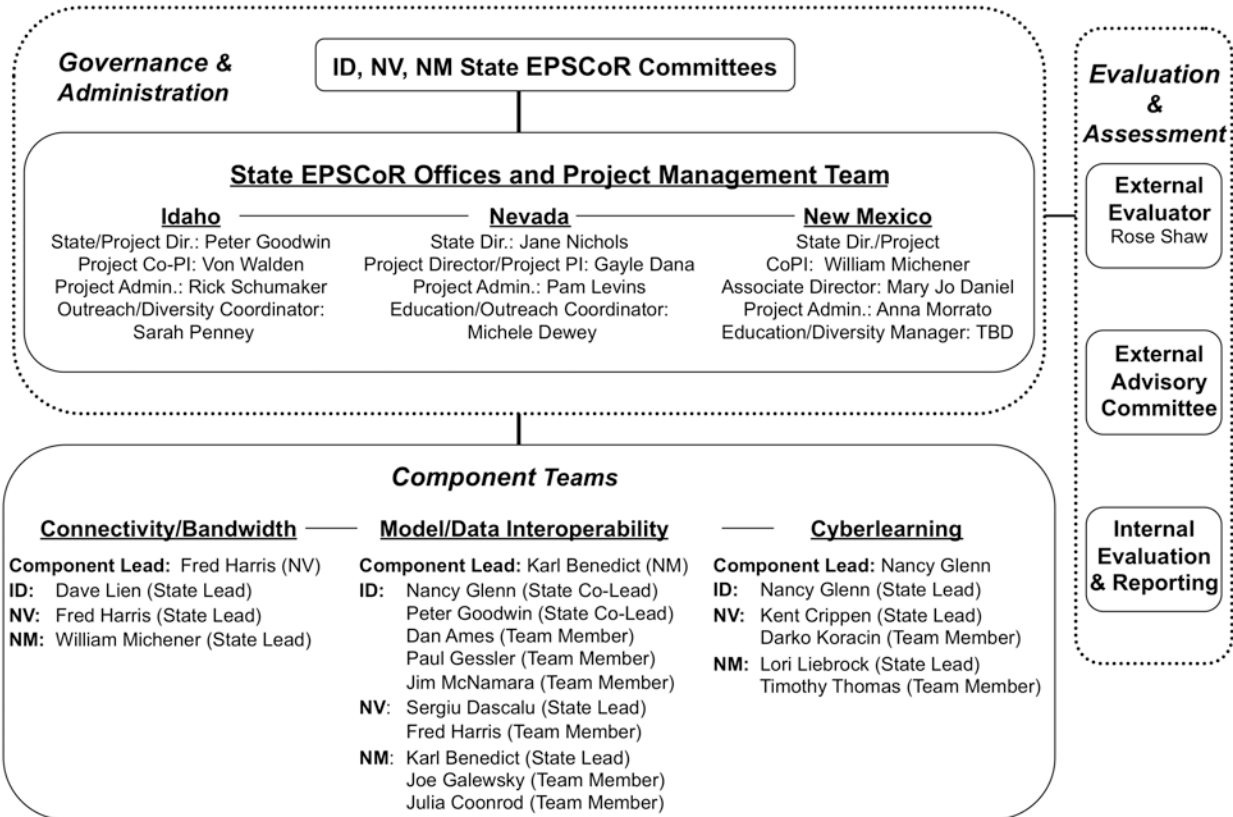 Governance &
Administration
ID, NV, NM State EPSCoR Committees
State EPSCoR Offices and Project Management Team
Idaho
State/Project Dir.: Peter Goodwin
Project Co-PI: Von Walden
Project Admin.: Rick Schumaker
Outreach/Diversity Coordinator:
Sarah Penney
Nevada
State Dir.: Jane Nichols
Project Director/Project PI: Gayle Dana
Project Admin.: Pam Levins
Education/Outreach Coordinator:
Michele Dewey
New Mexico
State Dir./Project
CoPI: William Michener
Associate Director: Mary Jo Daniel
Project Admin.: Anna Morrato
Education/Diversity Manager: TBD
Evaluation
&
Assessment
External
Evaluator
Rose Shaw
External
Advisory
Committee
Internal
Evaluation
& Reporting
Component Teams
Connectivity/Bandwidth
Component Lead: Fred Harris (NV)
ID: Dave Lien (State Lead)
NV: Fred Harris (State Lead)
NM: William Michener (State Lead)
Model/Data Interoperability
Component Lead: Karl Benedict (NM)
ID: Nancy Glenn (State Co-Lead)
Peter Goodwin (State Co-Lead)
Dan Ames (Team Member)
Paul Gessler (Team Member)
Jim McNamara (Team Member)
NV: Sergiu Dascalu (State Lead)
Fred Harris (Team Member)
NM: Karl Benedict (State Lead)
Joe Galewsky (Team Member)
Julia Coonrod (Team Member)
Cyberlearning
Component Lead: Nancy Glenn
ID: Nancy Glenn (State Lead)
NV: Kent Crippen (State Lead)
Darko Koracin (Team Member)
NM: Lori Liebrock (State Lead)
Timothy Thomas (Team Member)